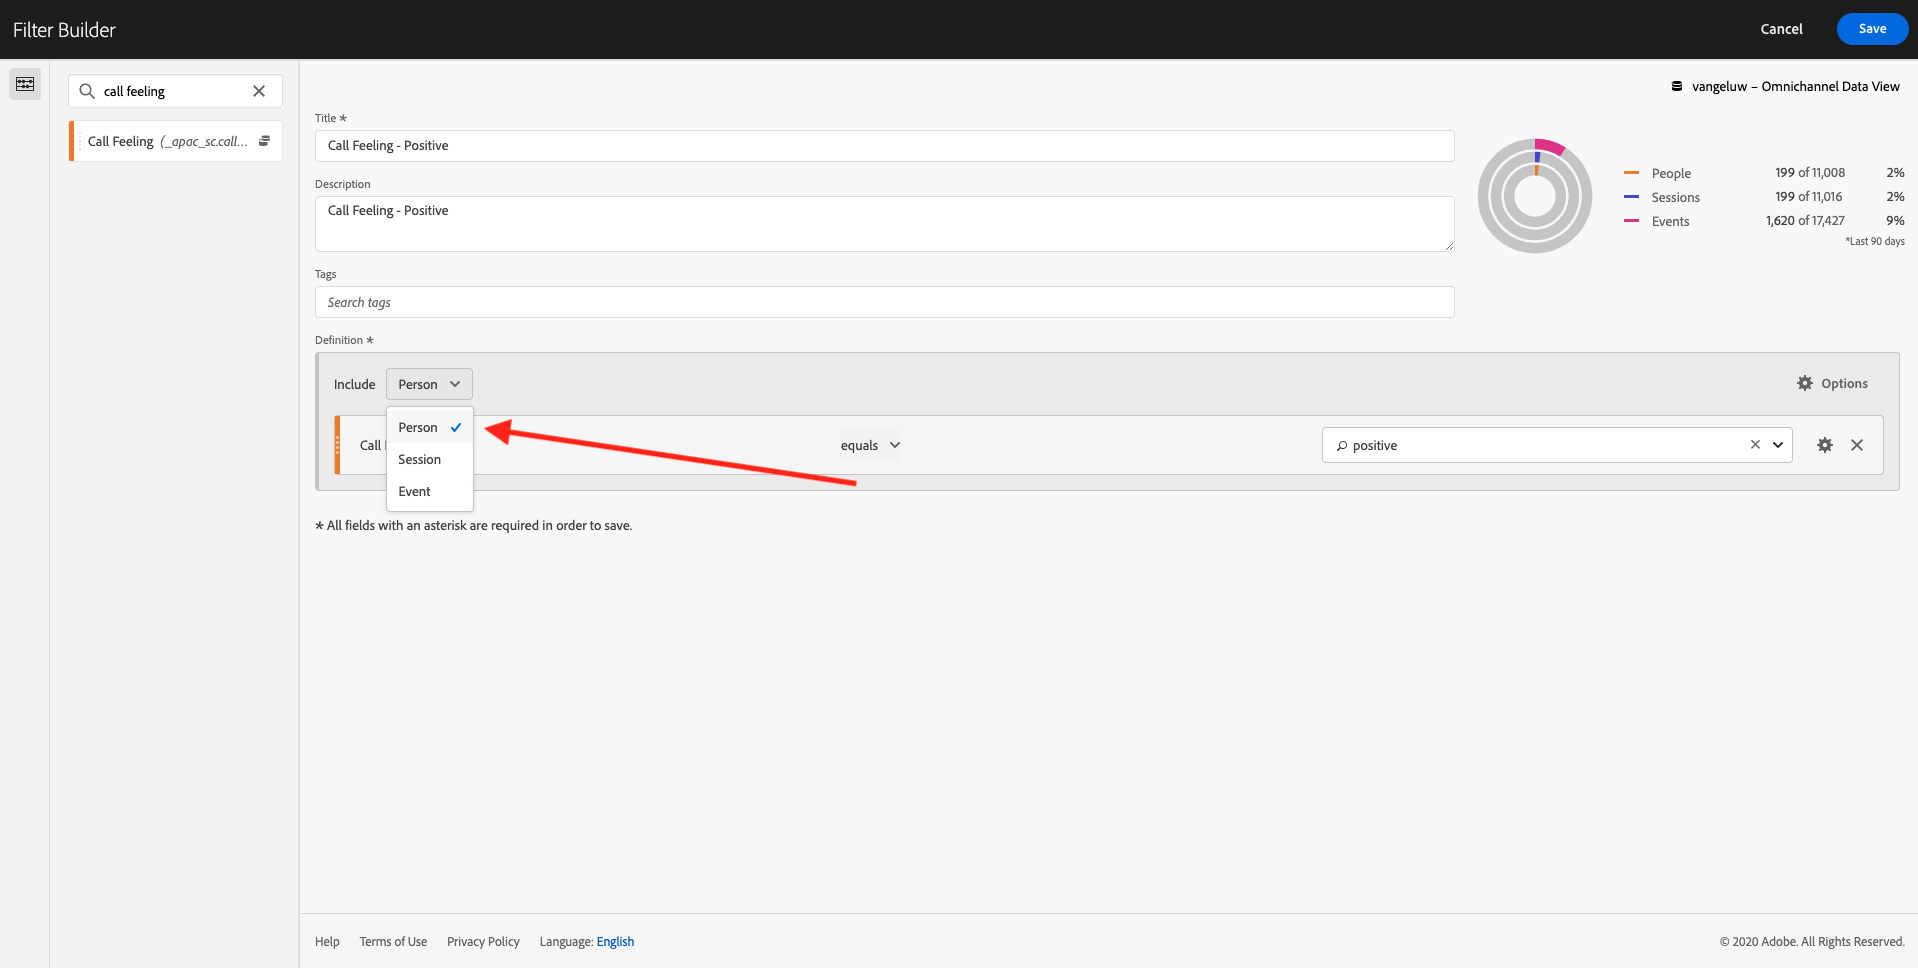 Filter Builder
Cancel
Save
call feeling
Call Feeling (_apac_sc.call...
vangeluw – Omnichannel Data View
Title *
Call Feeling - Positive
Description
Call Feeling - Positive
Tags
Search tags
People 199 of 11,008 2%
Sessions 199 of 11,016 2%
Events 1,620 of 17,427 9%
*Last 90 days
Definition *
Include Person
Options
Person
Session
Event
Call
equals
positive
* All fields with an asterisk are required in order to save.
Help Terms of Use Privacy Policy Language: English
© 2020 Adobe. All Rights Reserved.